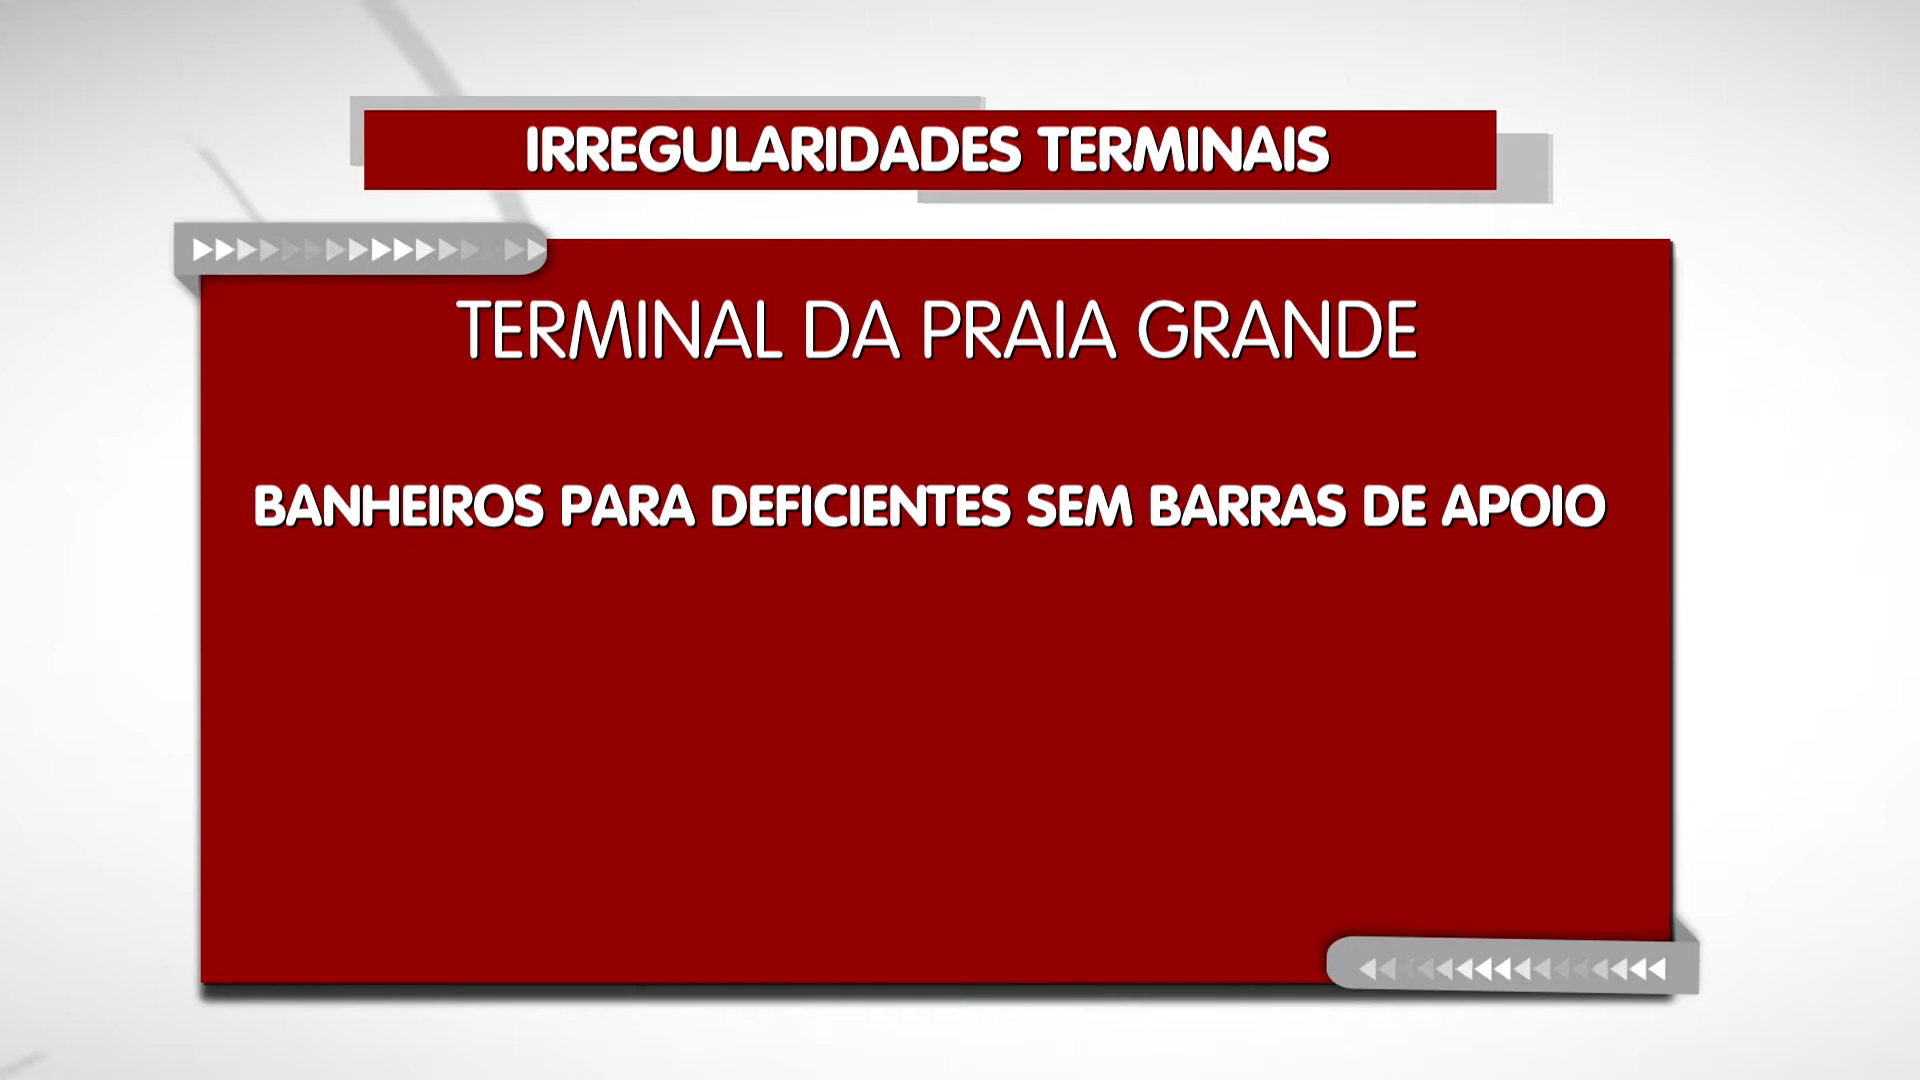 IRREGULARIDADES TERMINAIS
TERMINAL DA PRAIA GRANDE
BANHEIROS PARA DEFICIENTES SEM BARRAS DE APOIO